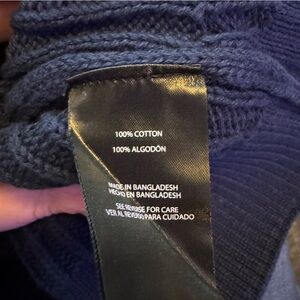 100% COTTON
100% ALGODÓN
MADE IN BANGLADESH
HECHO EN BANGLADESH
SEE REVERSE FOR CARE
VER AL REVERSO PARA CUIDADO